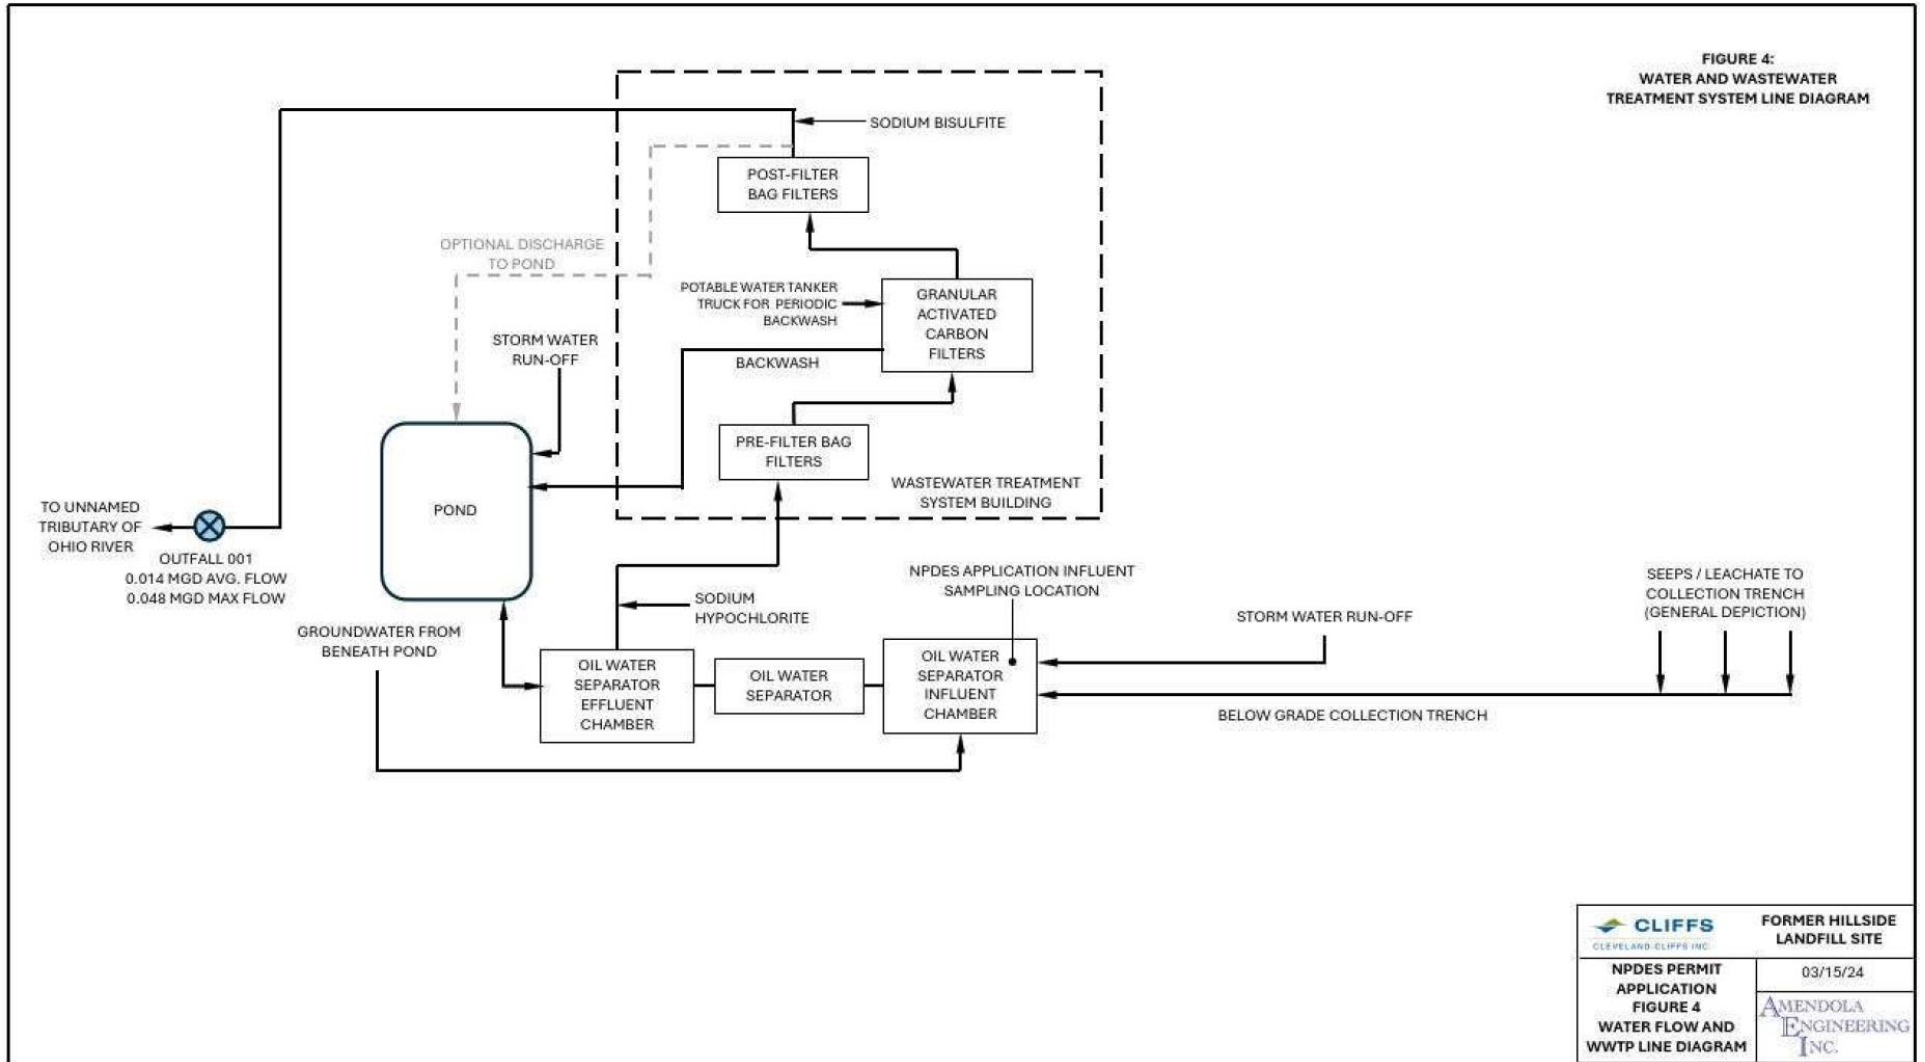 FIGURE 4:
WATER AND WASTEWATER
TREATMENT SYSTEM LINE DIAGRAM
SODIUM BISULFITE
POST-FILTER
BAG FILTERS
OPTIONAL DISCHARGE
TO POND
POTABLE WATER TANKER
TRUCK FOR PERIODIC
BACKWASH
GRANULAR
ACTIVATED
CARBON
FILTERS
STORM WATER
RUN-OFF
BACKWASH
PRE-FILTER BAG
FILTERS
WASTEWATER TREATMENT
SYSTEM BUILDING
POND
TO UNNAMED
TRIBUTARY OF
OHIO RIVER
OUTFALL 001
0.014 MGD AVG. FLOW
0.048 MGD MAX FLOW
NPDES APPLICATION INFLUENT
SAMPLING LOCATION
SEEPS / LEACHATE TO
COLLECTION TRENCH
(GENERAL DEPICTION)
SODIUM
HYPOCHLORITE
STORM WATER RUN-OFF
GROUNDWATER FROM
BENEATH POND
OIL WATER
SEPARATOR
EFFLUENT
CHAMBER
OIL WATER
SEPARATOR
OIL WATER
SEPARATOR
INFLUENT
CHAMBER
BELOW GRADE COLLECTION TRENCH
CLIFFS
CLEVELAND-CLIFFS INC.
FORMER HILLSIDE
LANDFILL SITE
NPDES PERMIT
APPLICATION
FIGURE 4
WATER FLOW AND
WWTP LINE DIAGRAM
03/15/24
AMENDOLA
ENGINEERING
INC.